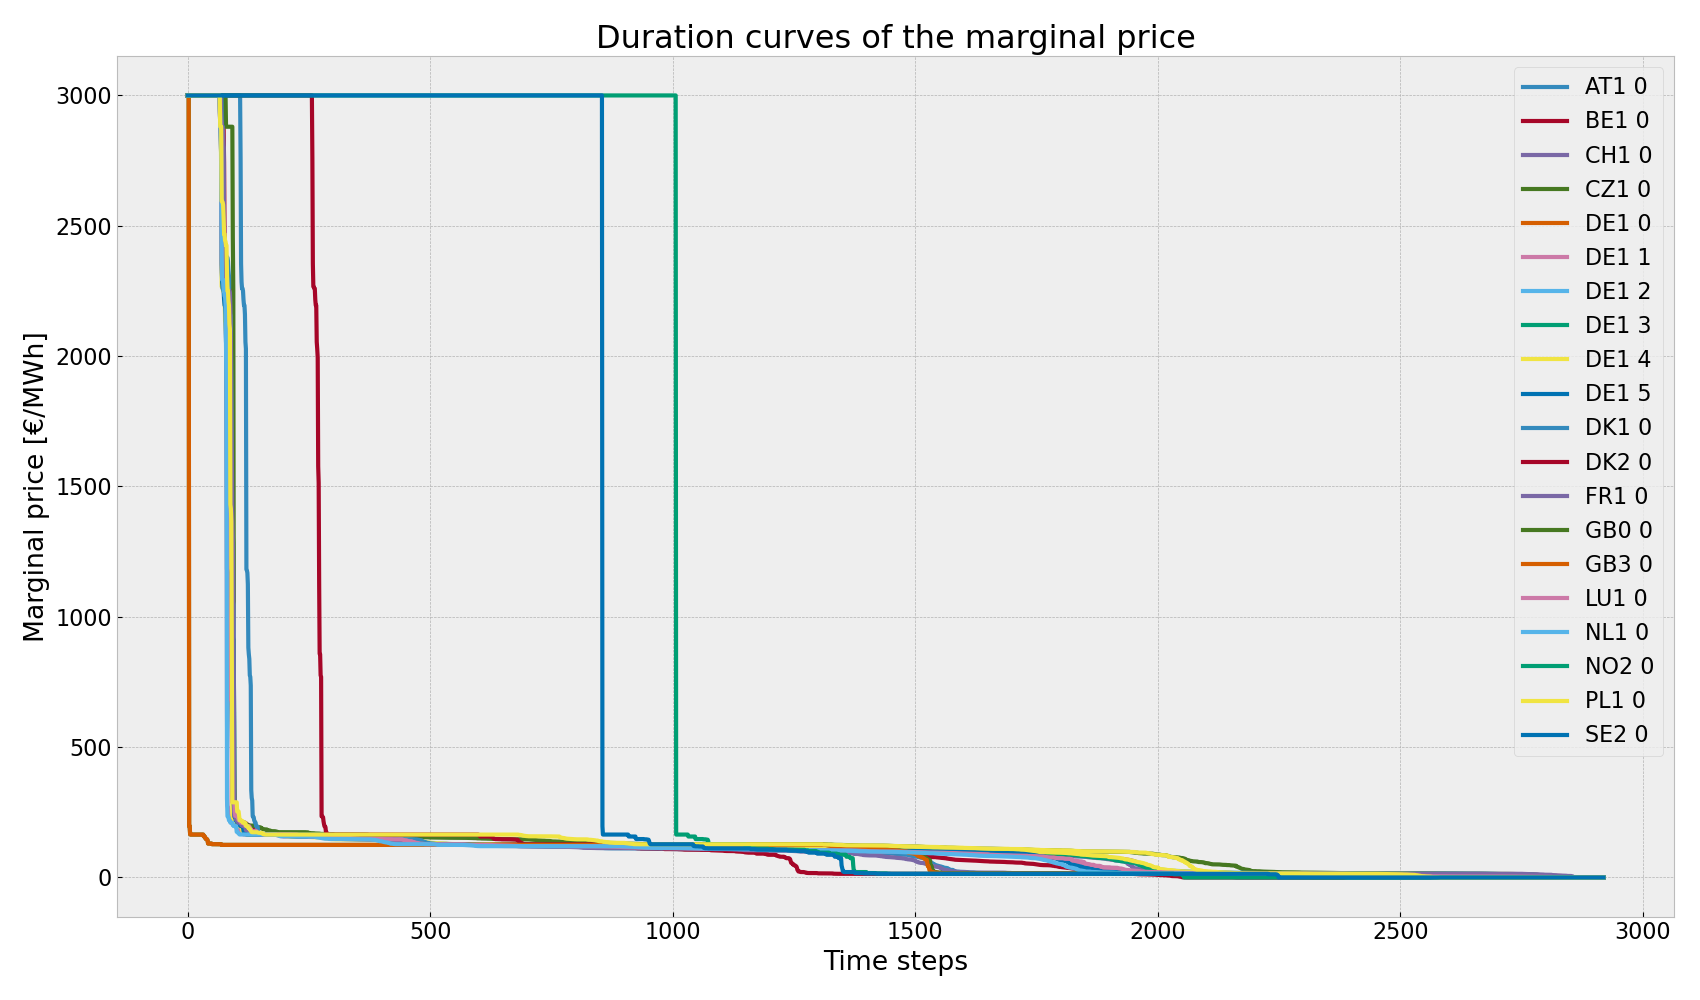 Duration curves of the marginal price
Marginal price [€/MWh]
3000
2500
2000
1500
1000
500
0
0 500 1000 1500 2000 2500 3000
Time steps
AT1 0
BE1 0
CH1 0
CZ1 0
DE1 0
DE1 1
DE1 2
DE1 3
DE1 4
DE1 5
DK1 0
DK2 0
FR1 0
GB0 0
GB3 0
LU1 0
NL1 0
NO2 0
PL1 0
SE2 0